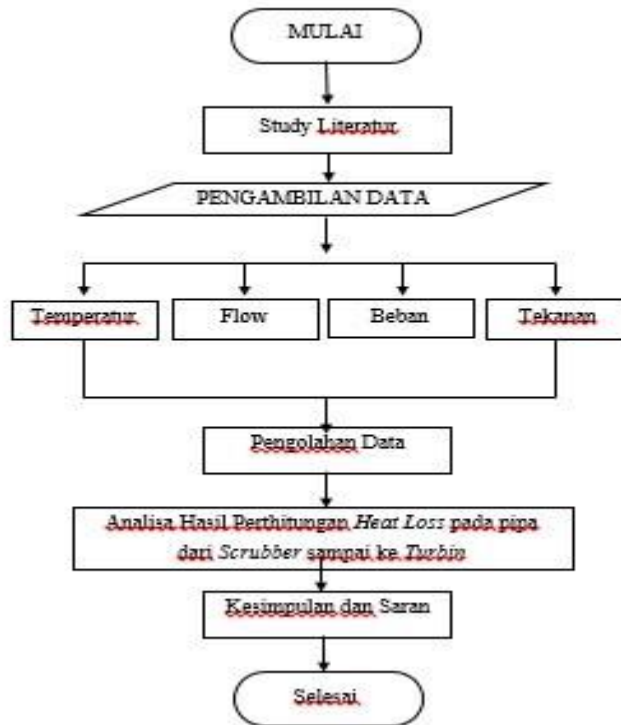 MULAI
Study Literatur
PENGAMBILAN DATA
Temperatur
Flow
Beban
Tekanan
Pengolahan Data
Analisa Hasil Perthitungan Heat Loss pada pipa
dari Scrubber sampai ke Turbin
Kesimpulan dan Saran
Selesai